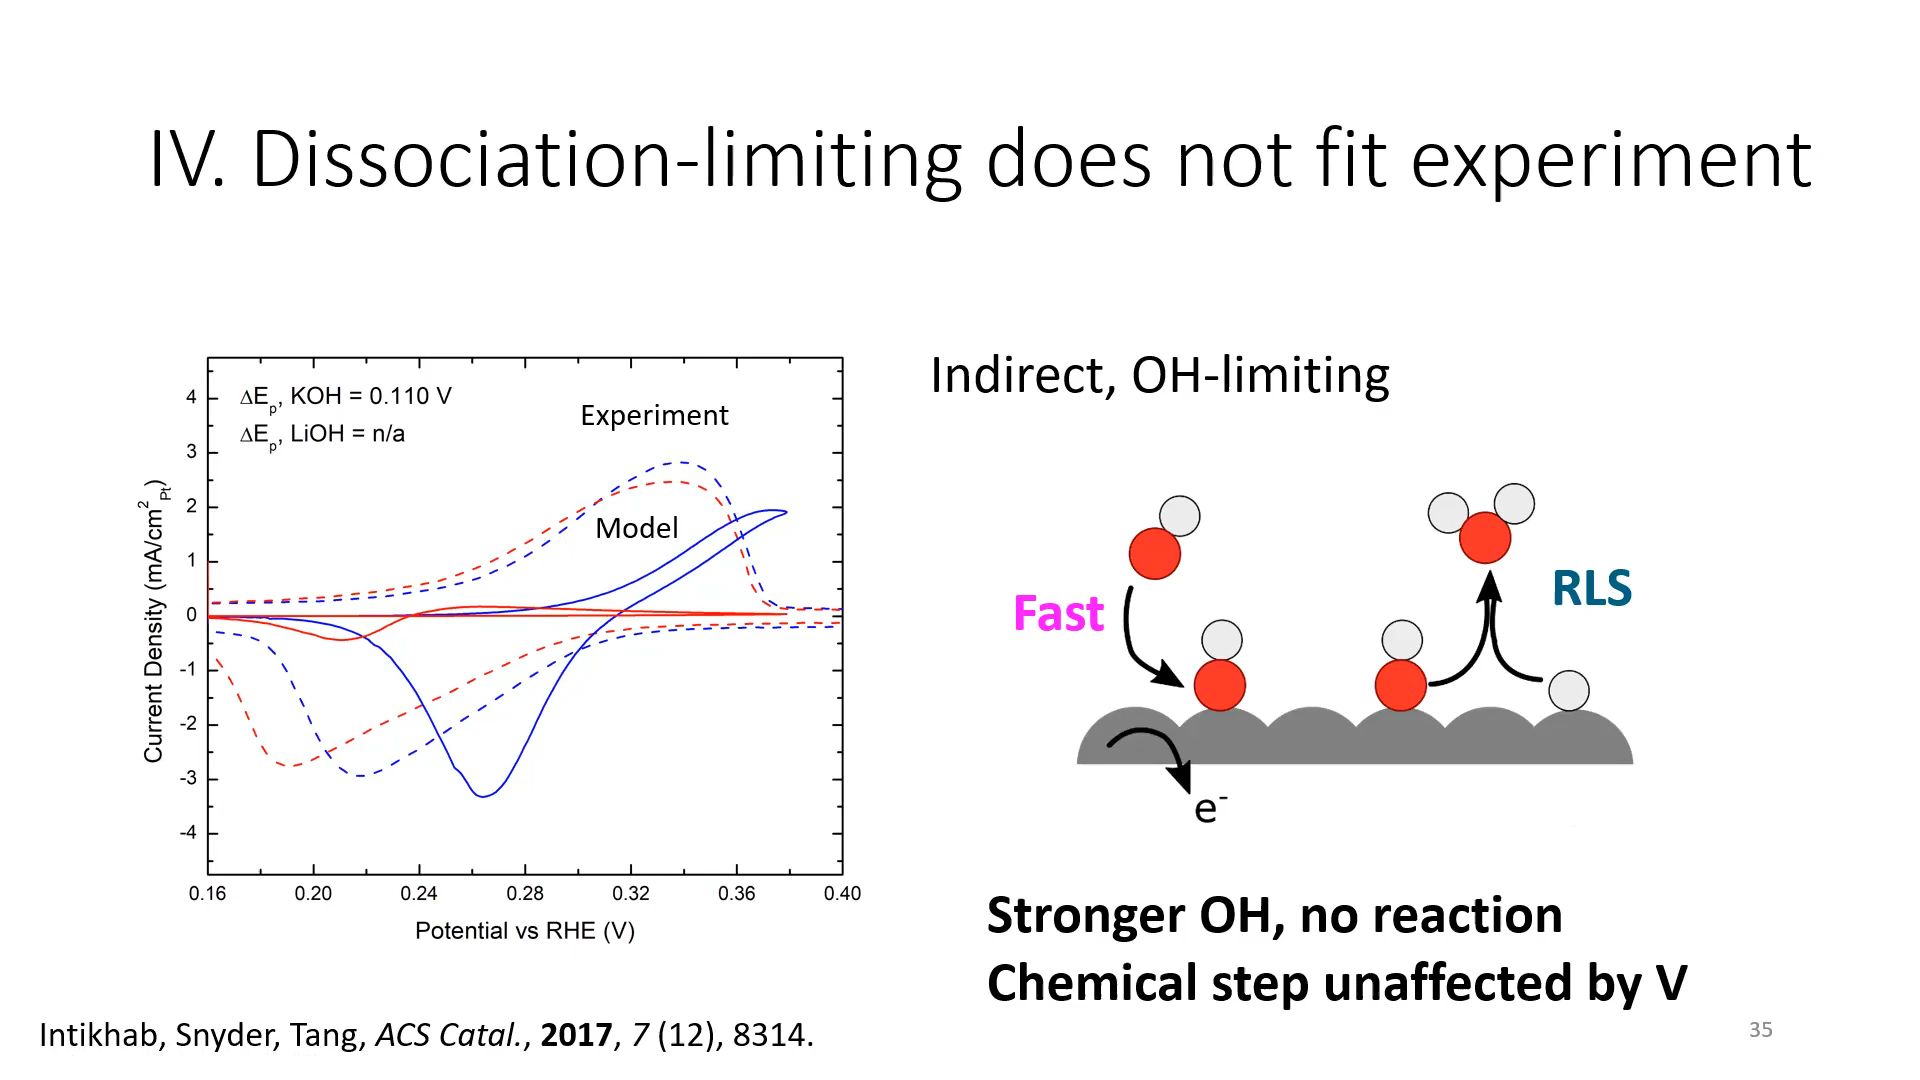 IV. Dissociation-limiting does not fit experiment
ΔEp, KOH = 0.110 V
ΔEp, LiOH = n/a
Experiment
Model
4
3
2
1
0
-1
-2
-3
-4
Current Density (mA/cm²Pt)
0.16 0.20 0.24 0.28 0.32 0.36 0.40
Potential vs RHE (V)
Indirect, OH-limiting
Fast
RLS
e⁻
Stronger OH, no reaction
Chemical step unaffected by V
Intikhab, Snyder, Tang, ACS Catal., 2017, 7 (12), 8314.
35